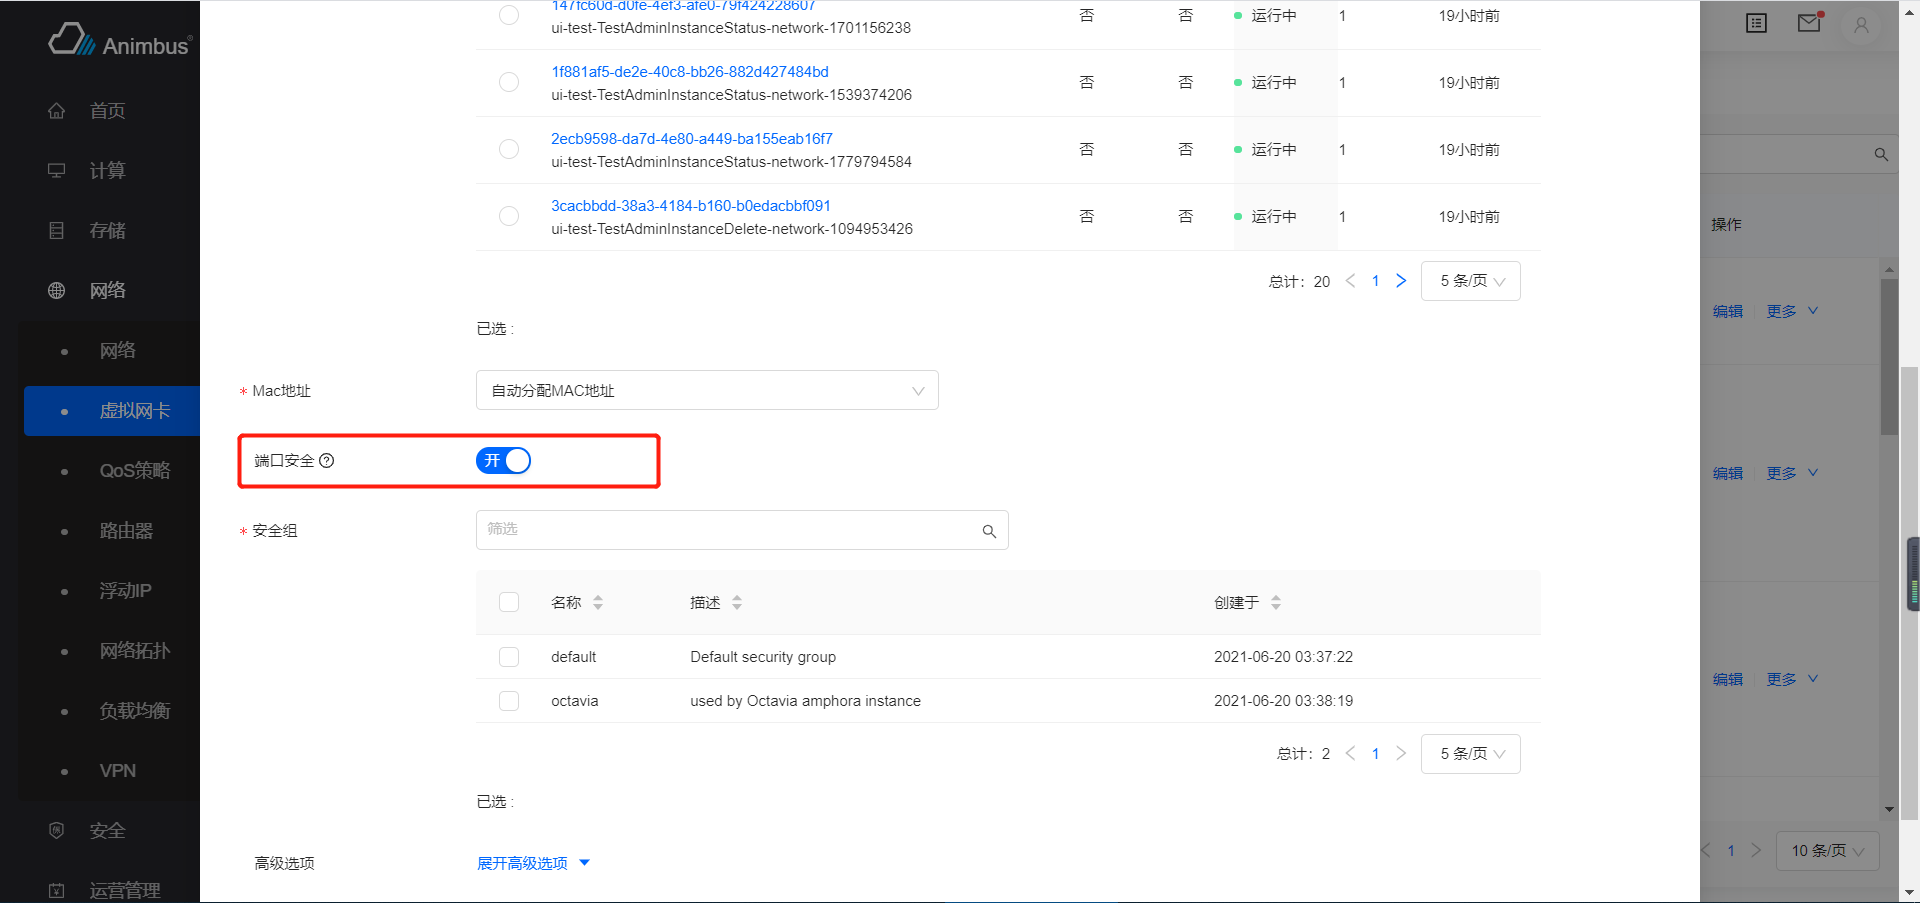 Animbus®
首页
计算
存储
网络
网络
虚拟网卡
QoS策略
路由器
浮动IP
网络拓扑
负载均衡
VPN
安全
运营管理
147fc60d-d0fe-4ef3-afe0-79f424228607
ui-test-TestAdminInstanceStatus-network-1701156238
否 否 运行中 1 19小时前
1f881af5-de2e-40c8-bb26-882d427484bd
ui-test-TestAdminInstanceStatus-network-1539374206
否 否 运行中 1 19小时前
2ecb9598-da7d-4e80-a449-ba155eab16f7
ui-test-TestAdminInstanceStatus-network-1779794584
否 否 运行中 1 19小时前
3cacbbdd-38a3-4184-b160-b0edacbbf091
ui-test-TestAdminInstanceDelete-network-1094953426
否 否 运行中 1 19小时前
总计：20 1 5 条/页
已选 :
* Mac地址 自动分配MAC地址
端口安全 开
* 安全组 筛选
名称 描述 创建于
default Default security group 2021-06-20 03:37:22
octavia used by Octavia amphora instance 2021-06-20 03:38:19
总计：2 1 5 条/页
已选 :
高级选项 展开高级选项
操作
编辑 更多
编辑 更多
编辑 更多
1 10 条/页